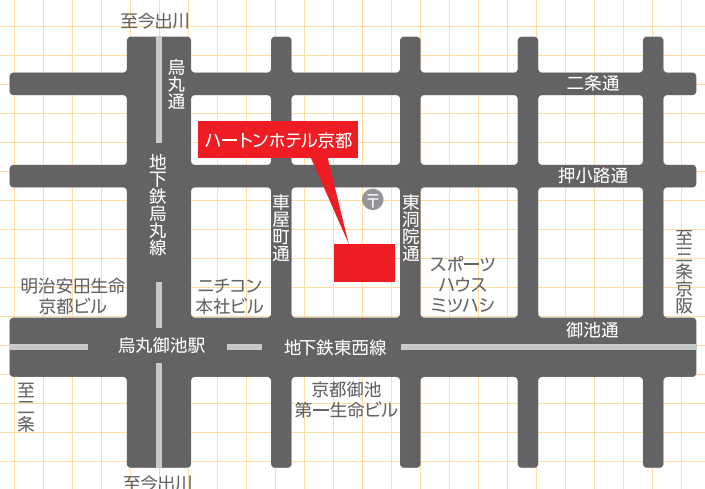 至今出川
烏丸通
二条通
ハートンホテル京都
地下鉄烏丸線
押小路通
〒
車屋町通
東洞院通
至三条京阪
スポーツ
ハウス
ミツハシ
明治安田生命
京都ビル
ニチコン
本社ビル
御池通
烏丸御池駅
地下鉄東西線
至二条
京都御池
第一生命ビル
至今出川